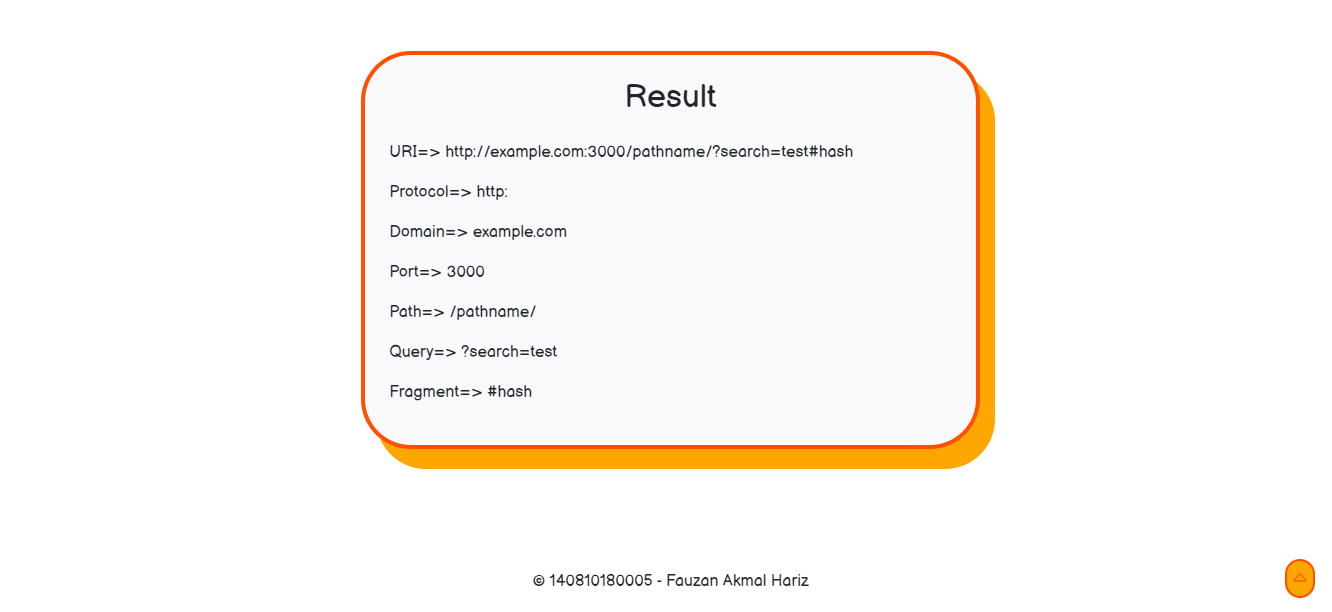 Result
URI=> http://example.com:3000/pathname/?search=test#hash
Protocol=> http:
Domain=> example.com
Port=> 3000
Path=> /pathname/
Query=> ?search=test
Fragment=> #hash
© 140810180005 - Fauzan Akmal Hariz